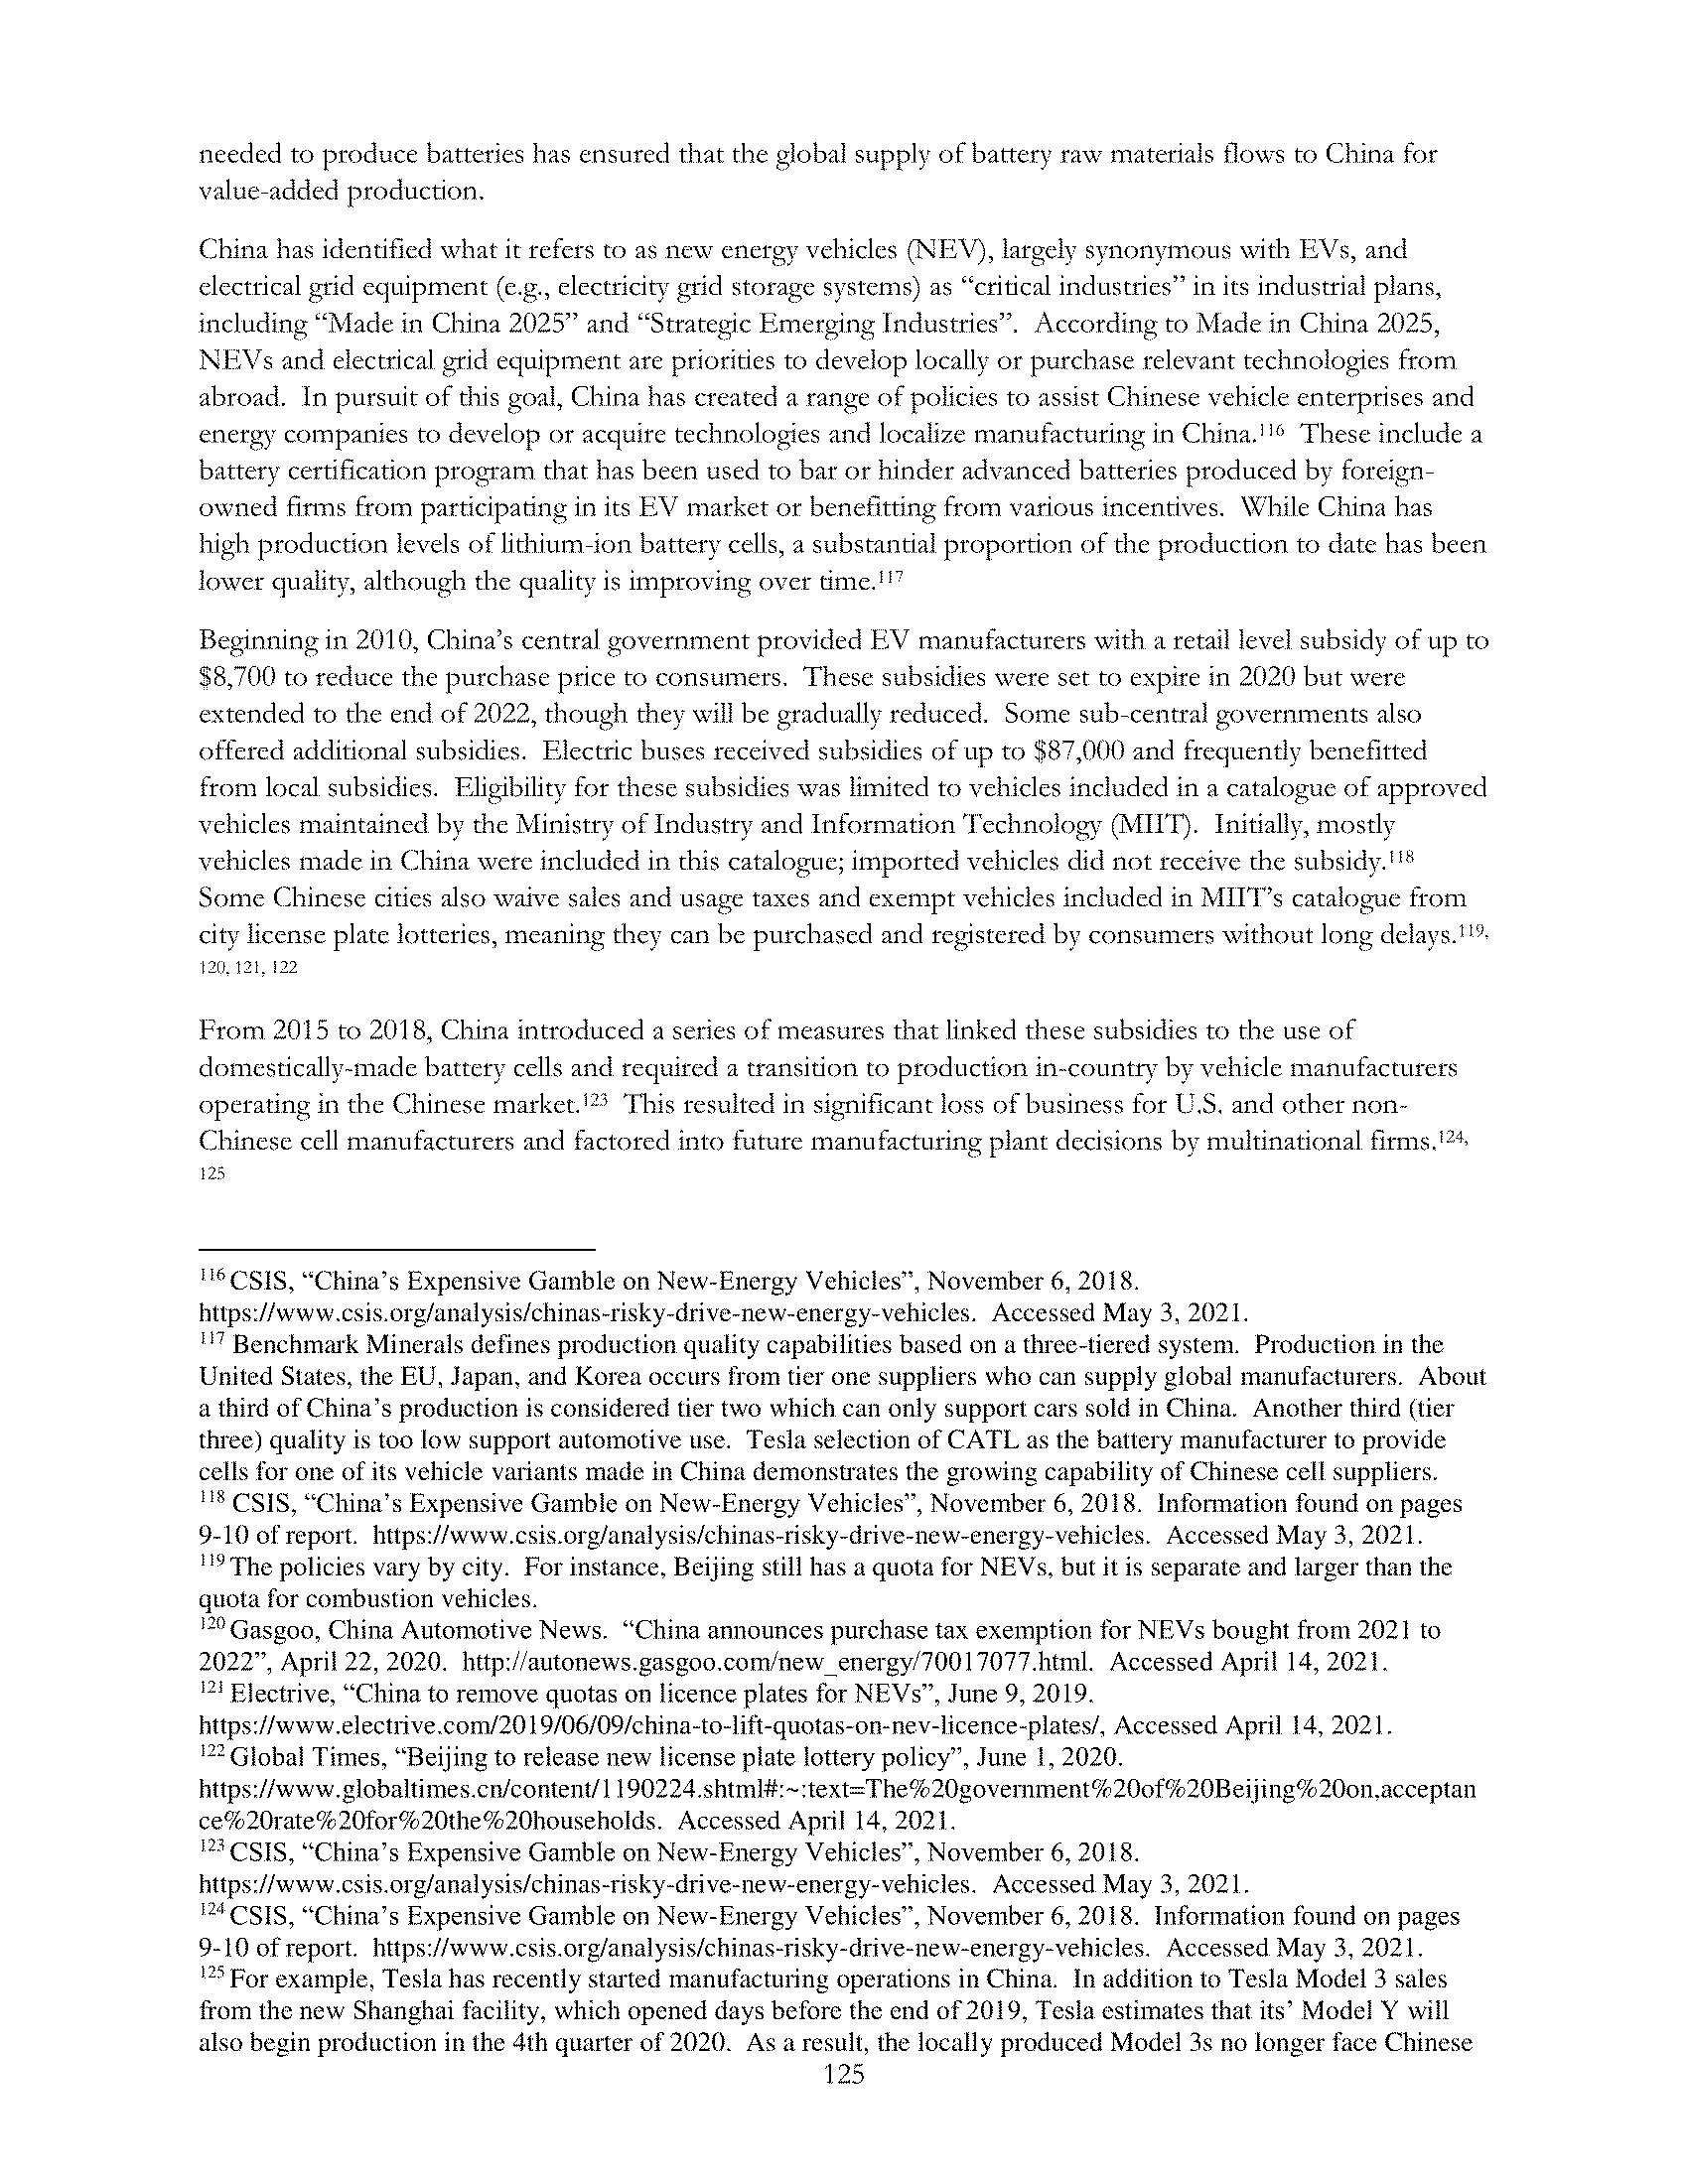 needed to produce batteries has ensured that the global supply of battery raw materials flows to China for
value-added production.
China has identified what it refers to as new energy vehicles (NEV), largely synonymous with EVs, and
electrical grid equipment (e.g., electricity grid storage systems) as “critical industries” in its industrial plans,
including “Made in China 2025” and “Strategic Emerging Industries”.  According to Made in China 2025,
NEVs and electrical grid equipment are priorities to develop locally or purchase relevant technologies from
abroad.  In pursuit of this goal, China has created a range of policies to assist Chinese vehicle enterprises and
energy companies to develop or acquire technologies and localize manufacturing in China.116  These include a
battery certification program that has been used to bar or hinder advanced batteries produced by foreign-
owned firms from participating in its EV market or benefitting from various incentives.  While China has
high production levels of lithium-ion battery cells, a substantial proportion of the production to date has been
lower quality, although the quality is improving over time.117
Beginning in 2010, China’s central government provided EV manufacturers with a retail level subsidy of up to
$8,700 to reduce the purchase price to consumers.  These subsidies were set to expire in 2020 but were
extended to the end of 2022, though they will be gradually reduced.  Some sub-central governments also
offered additional subsidies.  Electric buses received subsidies of up to $87,000 and frequently benefitted
from local subsidies.  Eligibility for these subsidies was limited to vehicles included in a catalogue of approved
vehicles maintained by the Ministry of Industry and Information Technology (MIIT).  Initially, mostly
vehicles made in China were included in this catalogue; imported vehicles did not receive the subsidy.118
Some Chinese cities also waive sales and usage taxes and exempt vehicles included in MIIT’s catalogue from
city license plate lotteries, meaning they can be purchased and registered by consumers without long delays.119,
120, 121, 122
From 2015 to 2018, China introduced a series of measures that linked these subsidies to the use of
domestically-made battery cells and required a transition to production in-country by vehicle manufacturers
operating in the Chinese market.123  This resulted in significant loss of business for U.S. and other non-
Chinese cell manufacturers and factored into future manufacturing plant decisions by multinational firms.124,
125
116 CSIS, “China’s Expensive Gamble on New-Energy Vehicles”, November 6, 2018.
https://www.csis.org/analysis/chinas-risky-drive-new-energy-vehicles.  Accessed May 3, 2021.
117 Benchmark Minerals defines production quality capabilities based on a three-tiered system.  Production in the
United States, the EU, Japan, and Korea occurs from tier one suppliers who can supply global manufacturers.  About
a third of China’s production is considered tier two which can only support cars sold in China.  Another third (tier
three) quality is too low support automotive use.  Tesla selection of CATL as the battery manufacturer to provide
cells for one of its vehicle variants made in China demonstrates the growing capability of Chinese cell suppliers.
118 CSIS, “China’s Expensive Gamble on New-Energy Vehicles”, November 6, 2018.  Information found on pages
9-10 of report.  https://www.csis.org/analysis/chinas-risky-drive-new-energy-vehicles.  Accessed May 3, 2021.
119 The policies vary by city.  For instance, Beijing still has a quota for NEVs, but it is separate and larger than the
quota for combustion vehicles.
120 Gasgoo, China Automotive News.  “China announces purchase tax exemption for NEVs bought from 2021 to
2022”, April 22, 2020.  http://autonews.gasgoo.com/new_energy/70017077.html.  Accessed April 14, 2021.
121 Electrive, “China to remove quotas on licence plates for NEVs”, June 9, 2019.
https://www.electrive.com/2019/06/09/china-to-lift-quotas-on-nev-licence-plates/, Accessed April 14, 2021.
122 Global Times, “Beijing to release new license plate lottery policy”, June 1, 2020.
https://www.globaltimes.cn/content/1190224.shtml#:~:text=The%20government%20of%20Beijing%20on,acceptan
ce%20rate%20for%20the%20households.  Accessed April 14, 2021.
123 CSIS, “China’s Expensive Gamble on New-Energy Vehicles”, November 6, 2018.
https://www.csis.org/analysis/chinas-risky-drive-new-energy-vehicles.  Accessed May 3, 2021.
124 CSIS, “China’s Expensive Gamble on New-Energy Vehicles”, November 6, 2018.  Information found on pages
9-10 of report.  https://www.csis.org/analysis/chinas-risky-drive-new-energy-vehicles.  Accessed May 3, 2021.
125 For example, Tesla has recently started manufacturing operations in China.  In addition to Tesla Model 3 sales
from the new Shanghai facility, which opened days before the end of 2019, Tesla estimates that its’ Model Y will
also begin production in the 4th quarter of 2020.  As a result, the locally produced Model 3s no longer face Chinese
125